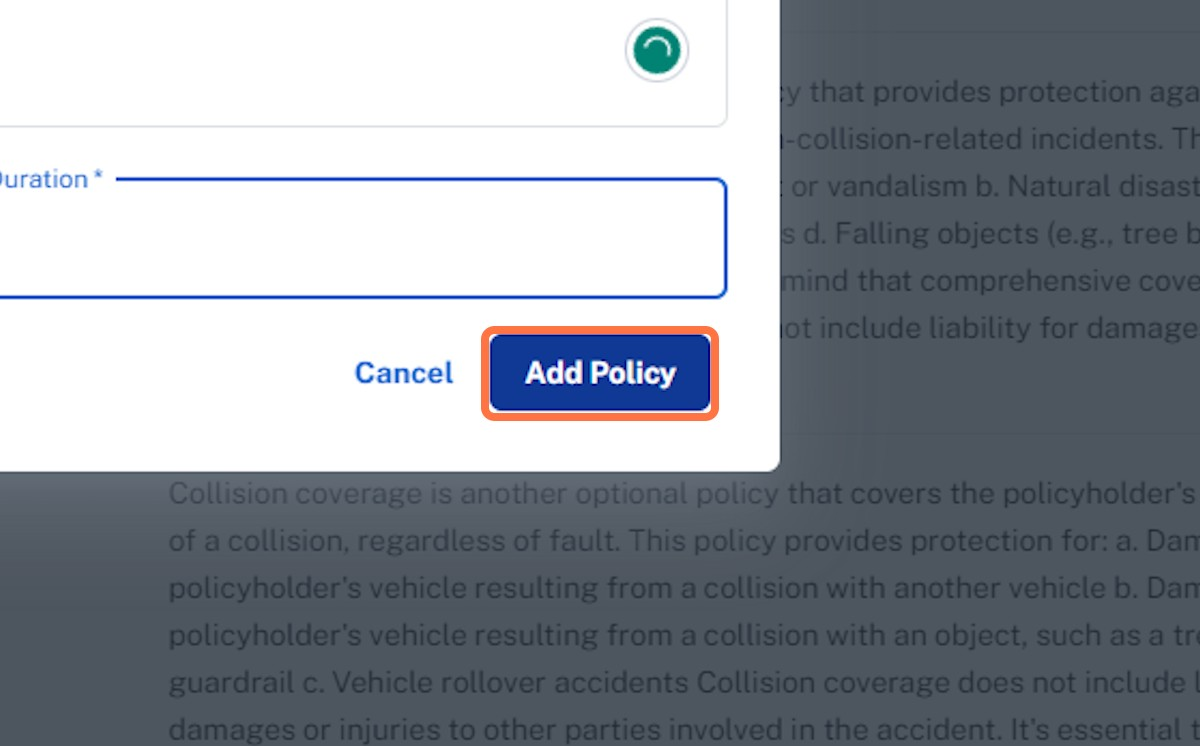 cy that provides protection aga
-collision-related incidents. Th
Duration *
or vandalism b. Natural disast
s d. Falling objects (e.g., tree b
mind that comprehensive cove
not include liability for damage
Cancel
Add Policy
Collision coverage is another optional policy that covers the policyholder's
of a collision, regardless of fault. This policy provides protection for: a. Dam
policyholder's vehicle resulting from a collision with another vehicle b. Dam
policyholder's vehicle resulting from a collision with an object, such as a tre
guardrail c. Vehicle rollover accidents Collision coverage does not include l
damages or injuries to other parties involved in the accident. It's essential t